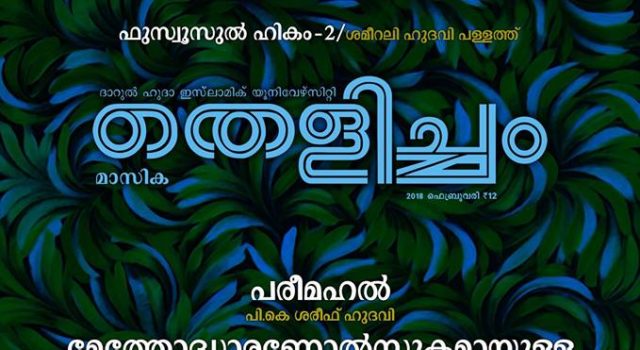 ഫുസ്വൂസുൽ ഹികം-2/ശമീറലി ഹുദവി പള്ളത്ത്
ദാറുൽ ഹുദാ ഇസ്‌ലാമിക് യൂനിവേഴ്സിറ്റി
തെളിച്ചം
മാസിക
2018 ഫെബ്രുവരി ₹12
പരീമഹൽ
പി.കെ ശരീഫ് ഹുദവി